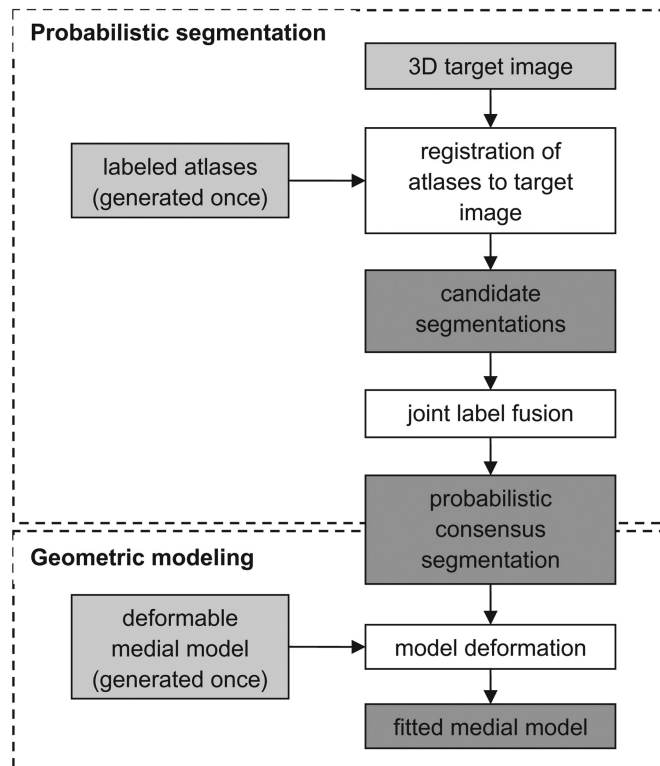 Probabilistic segmentation
3D target image
labeled atlases
(generated once)
registration of
atlases to target
image
candidate
segmentations
joint label fusion
probabilistic
consensus
segmentation
Geometric modeling
deformable
medial model
(generated once)
model deformation
fitted medial model